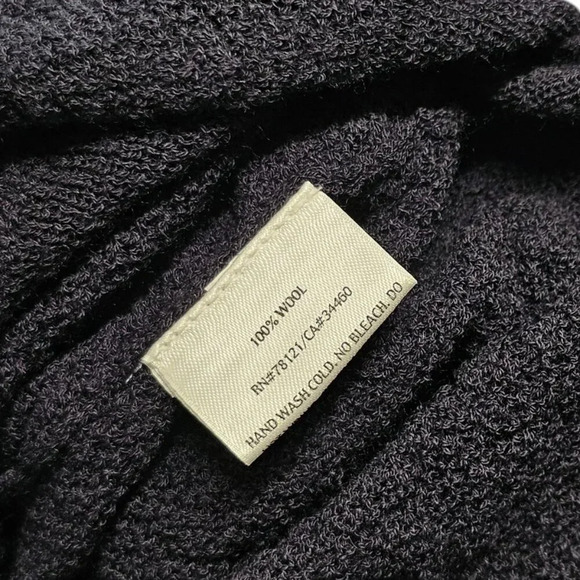 100% WOOL
RN#78121/CA#34460
HAND WASH COLD. NO BLEACH. DO